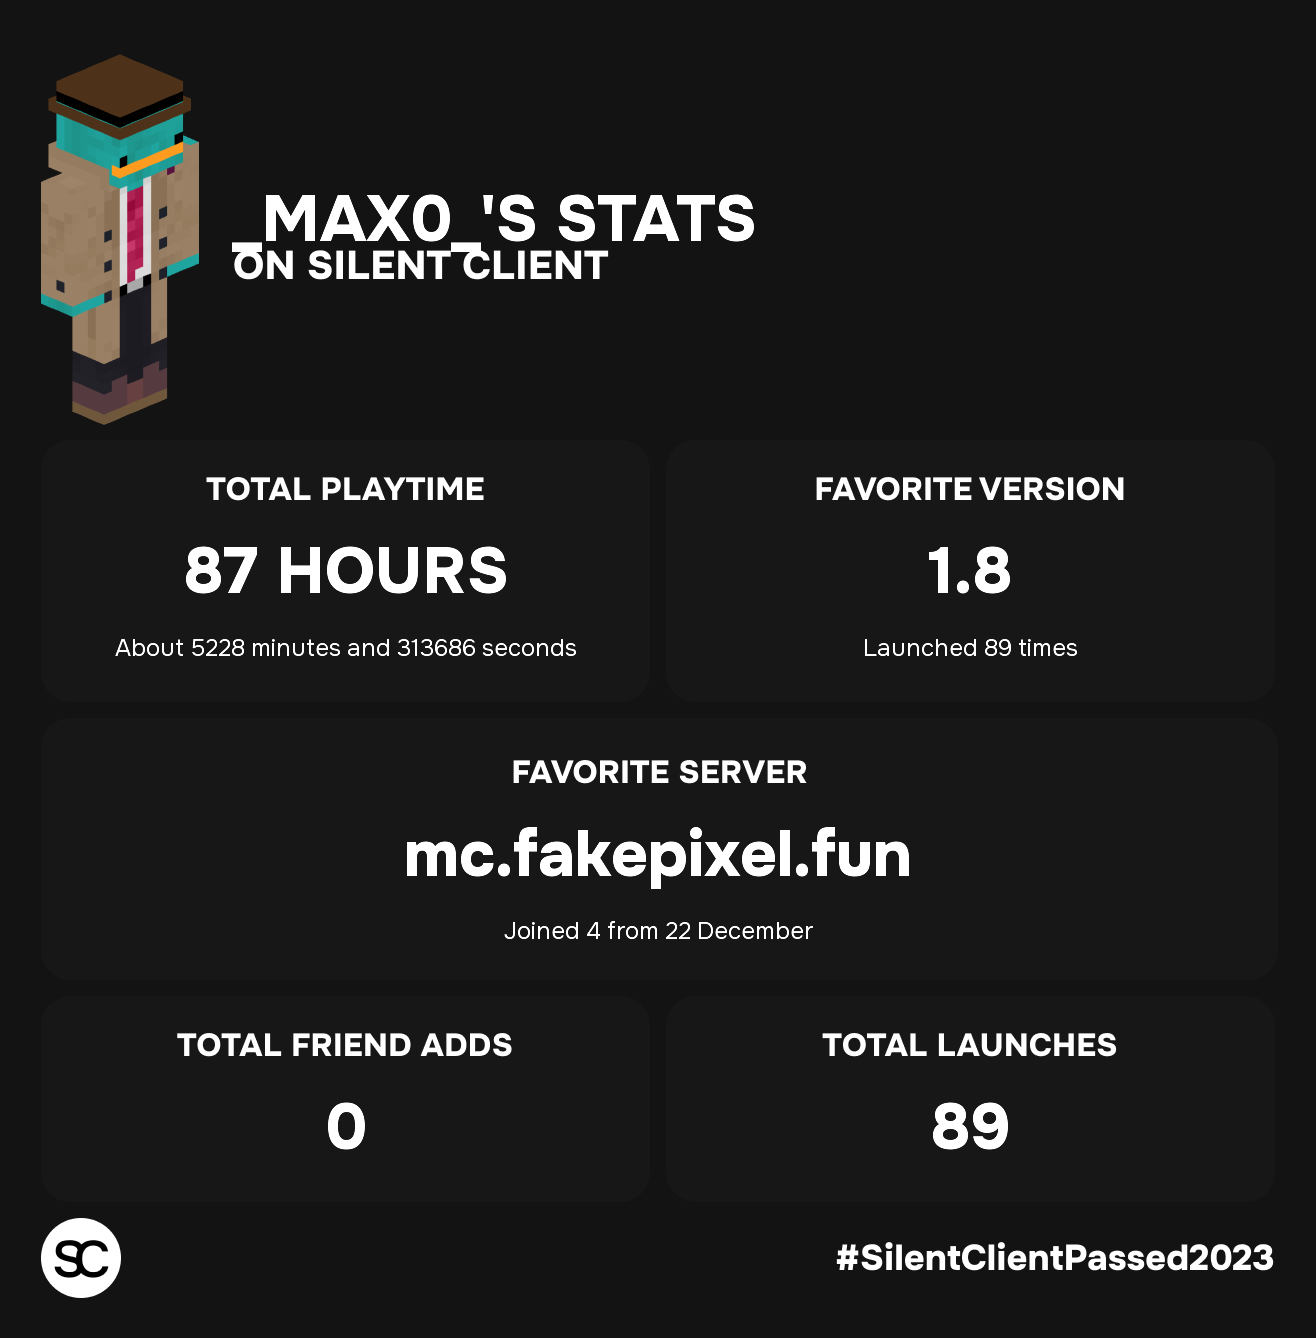 _MAX0_'S STATS
ON SILENT CLIENT
TOTAL PLAYTIME
87 HOURS
About 5228 minutes and 313686 seconds
FAVORITE VERSION
1.8
Launched 89 times
FAVORITE SERVER
mc.fakepixel.fun
Joined 4 from 22 December
TOTAL FRIEND ADDS
0
TOTAL LAUNCHES
89
SC
#SilentClientPassed2023